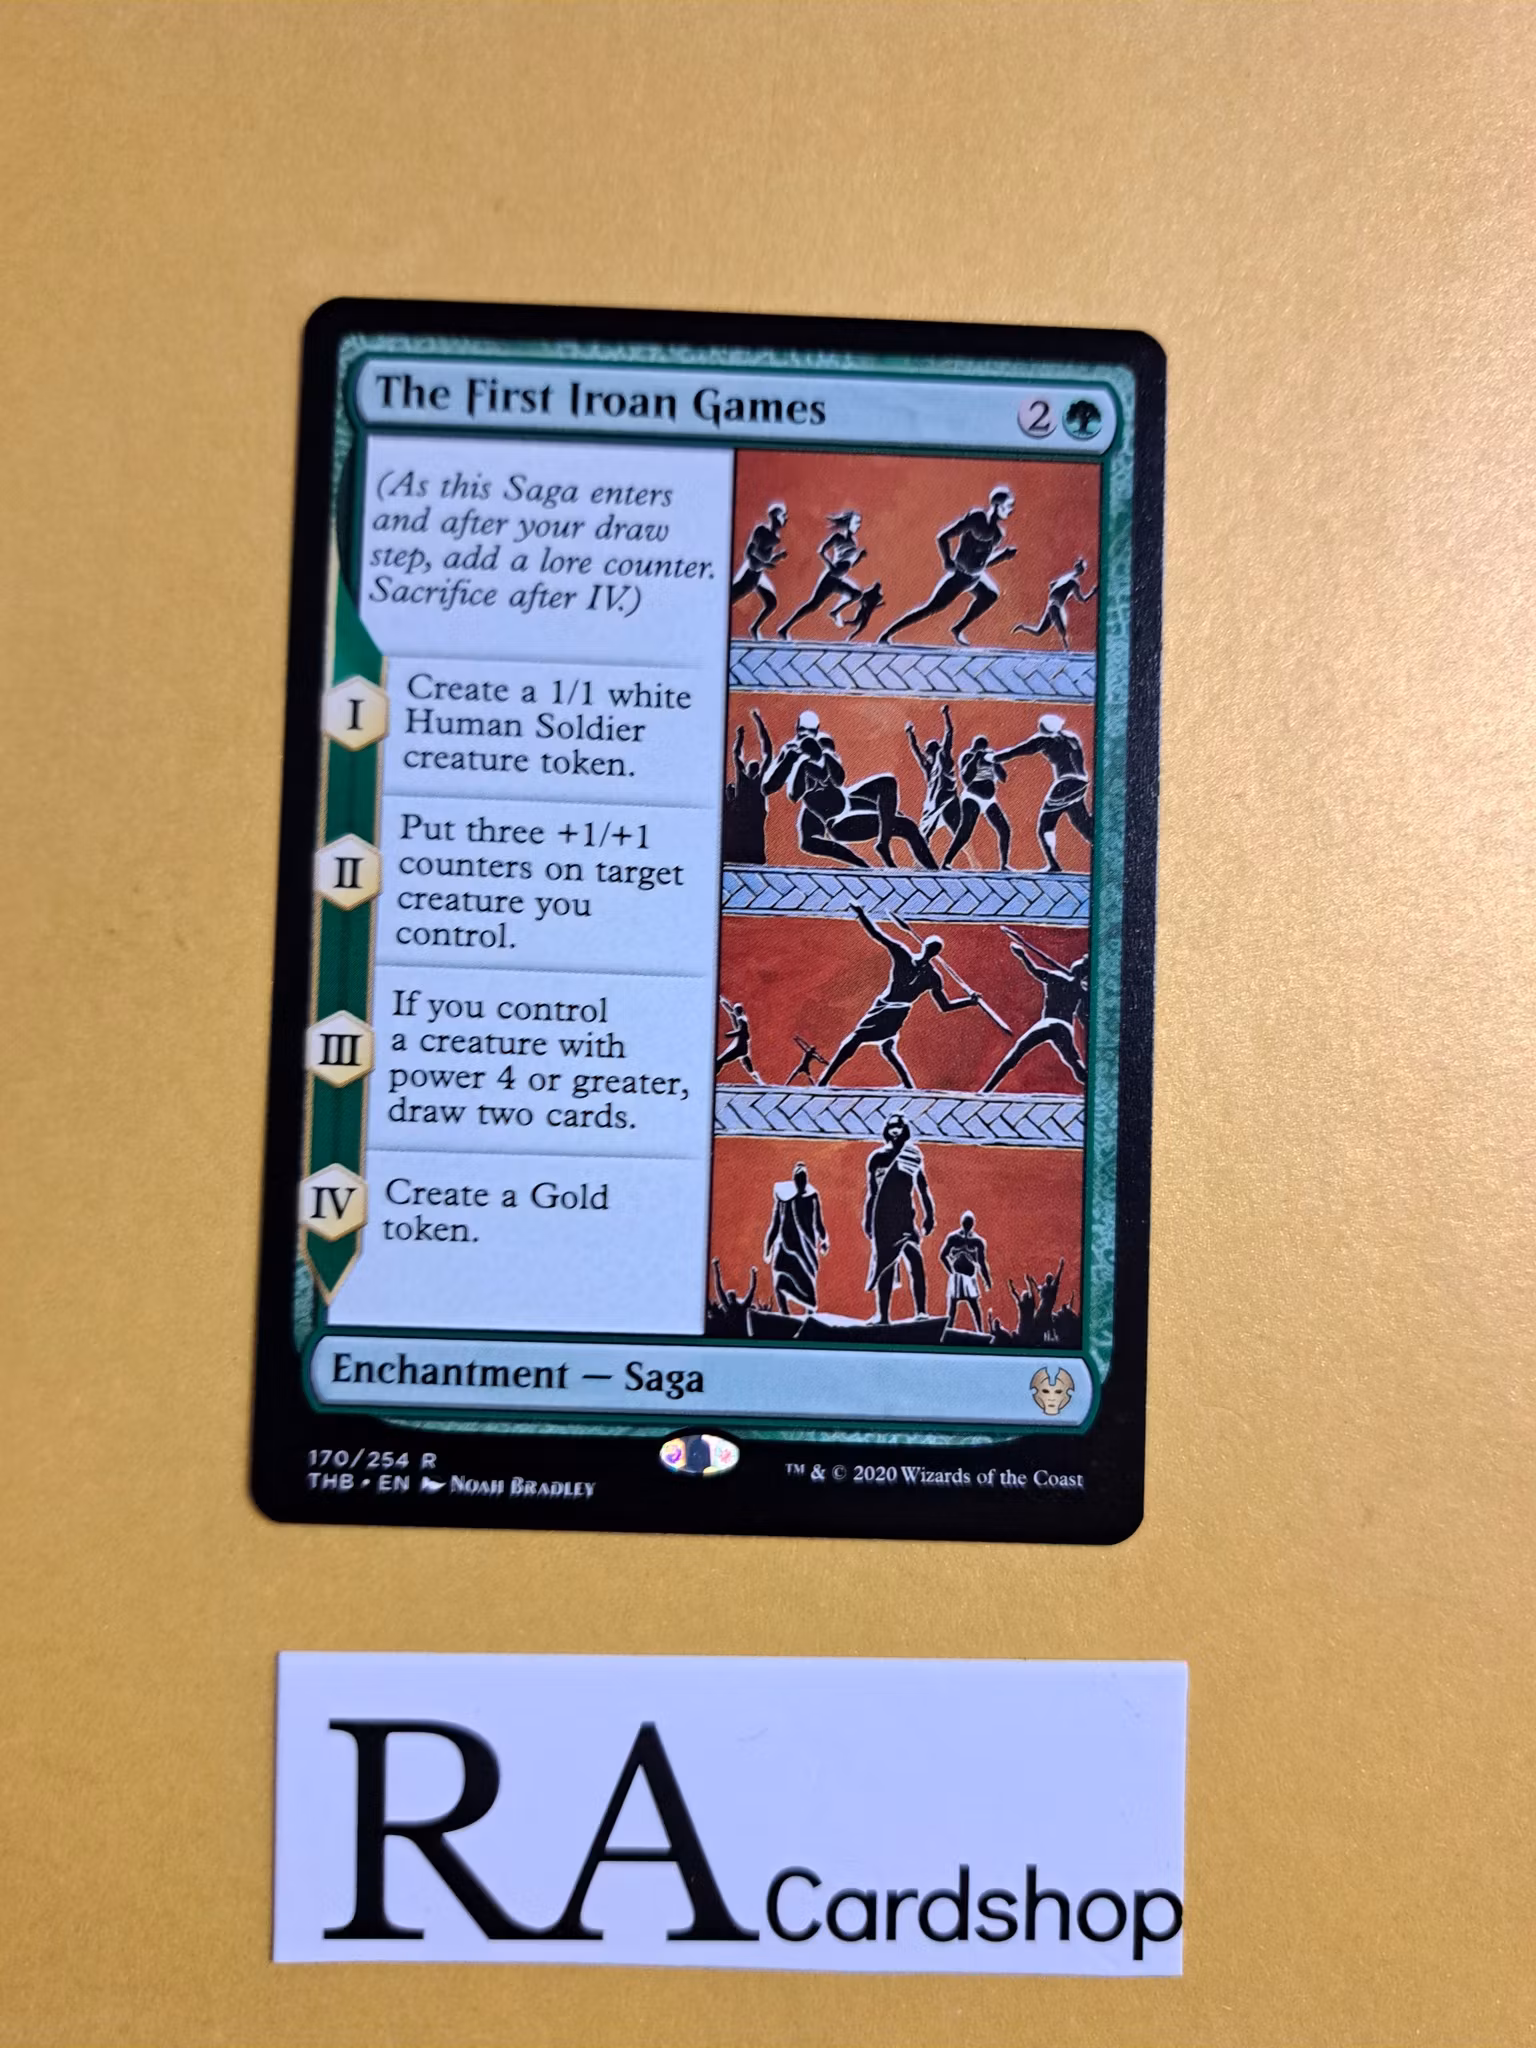 The First Iroan Games 2
(As this Saga enters
and after your draw
step, add a lore counter.
Sacrifice after IV.)
I
Create a 1/1 white
Human Soldier
creature token.
II
Put three +1/+1
counters on target
creature you
control.
III
If you control
a creature with
power 4 or greater,
draw two cards.
IV
Create a Gold
token.
Enchantment — Saga
170/254 R
THB • EN Noah Bradley
™ & © 2020 Wizards of the Coast
RA Cardshop